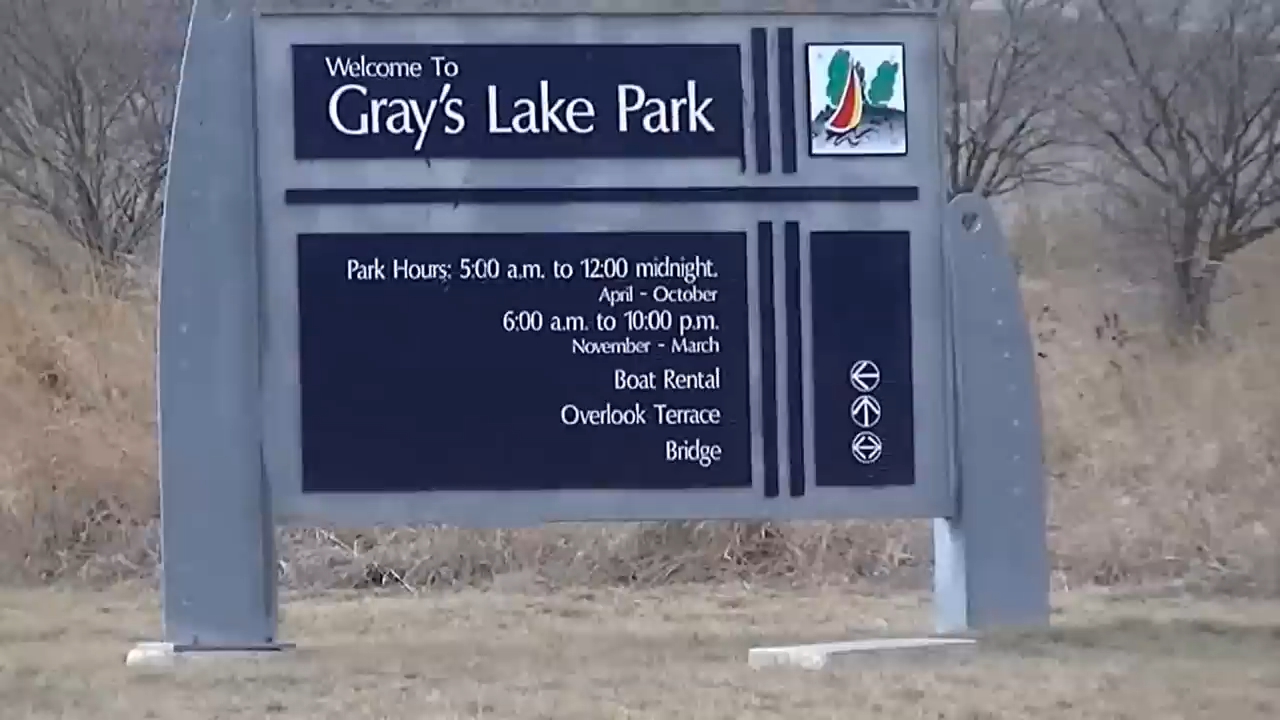 Welcome To
Gray's Lake Park
Park Hours: 5:00 a.m. to 12:00 midnight.
April - October
6:00 a.m. to 10:00 p.m.
November - March
Boat Rental
Overlook Terrace
Bridge